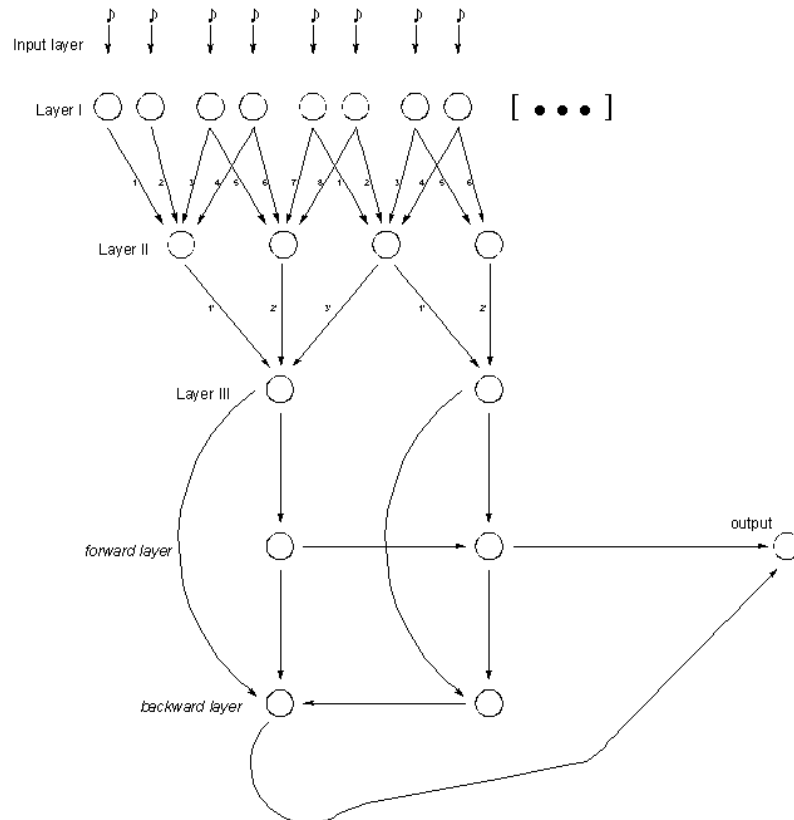 Input layer
Layer I
[ • • • ]
1 2 3 4 5 6 7 8 1 2 3 4 5 6
Layer II
1' 2' 3' 1' 2'
Layer III
output
forward layer
backward layer